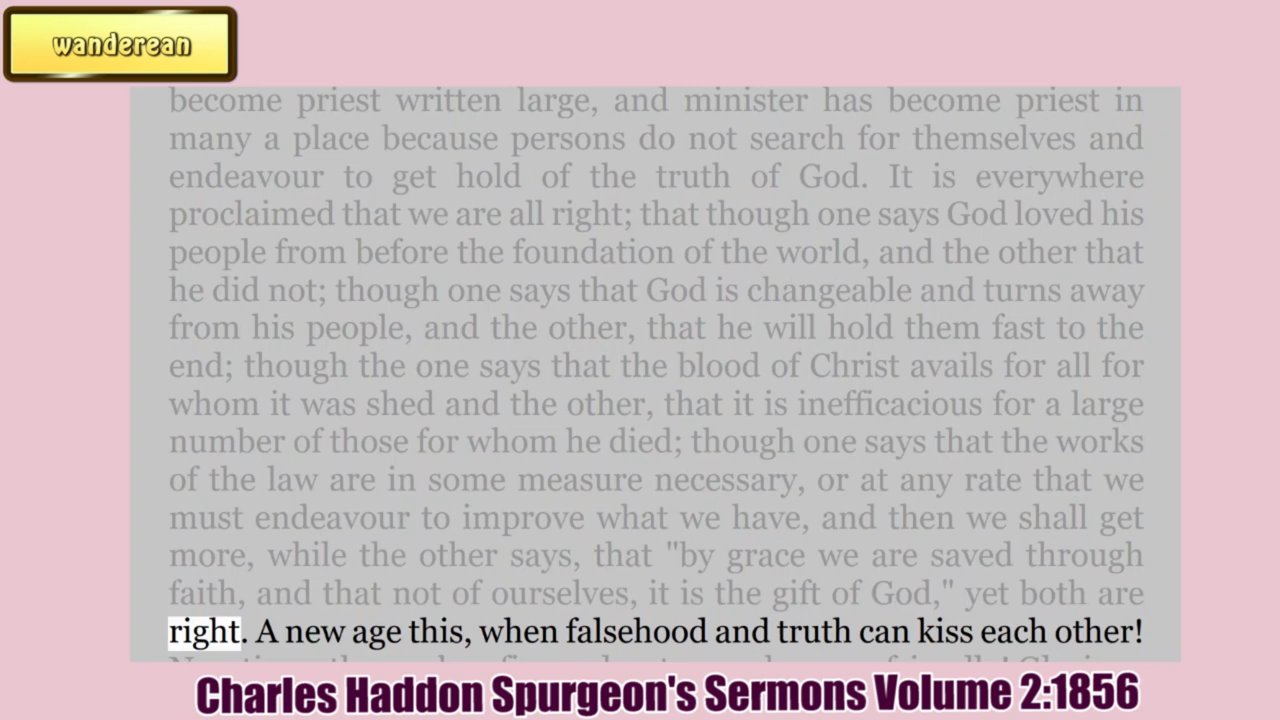 wanderean
become priest written large, and minister has become priest in
many a place because persons do not search for themselves and
endeavour to get hold of the truth of God. It is everywhere
proclaimed that we are all right; that though one says God loved his
people from before the foundation of the world, and the other that
he did not; though one says that God is changeable and turns away
from his people, and the other, that he will hold them fast to the
end; though the one says that the blood of Christ avails for all for
whom it was shed and the other, that it is inefficacious for a large
number of those for whom he died; though one says that the works
of the law are in some measure necessary, or at any rate that we
must endeavour to improve what we have, and then we shall get
more, while the other says, that "by grace we are saved through
faith, and that not of ourselves, it is the gift of God," yet both are
right. A new age this, when falsehood and truth can kiss each other!
Charles Haddon Spurgeon's Sermons Volume 2:1856